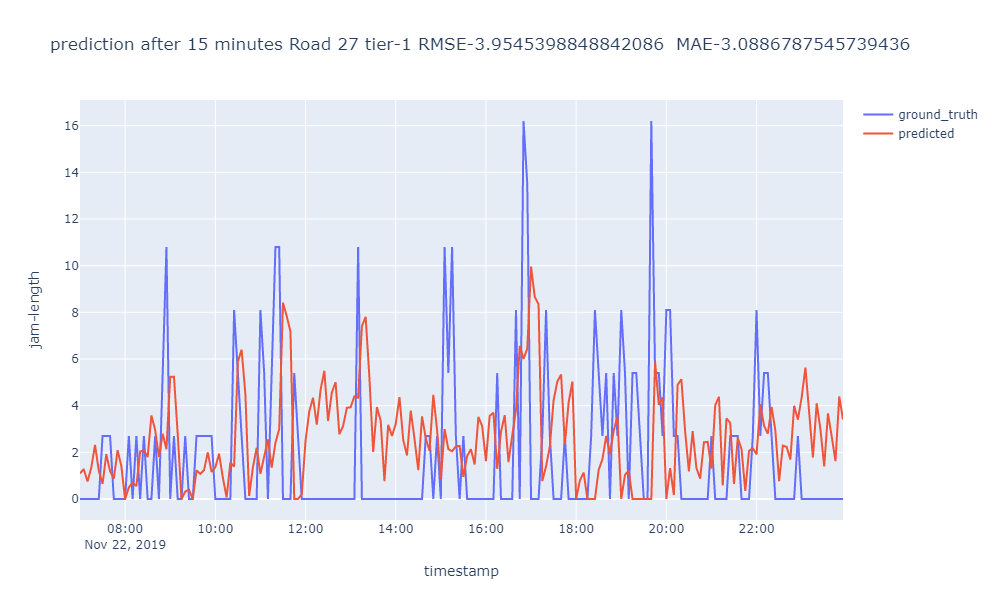 prediction after 15 minutes Road 27 tier-1 RMSE-3.9545398848842086  MAE-3.0886787545739436
ground_truth
predicted
16
14
12
10
8
6
4
2
0
jam-length
08:00 10:00 12:00 14:00 16:00 18:00 20:00 22:00
Nov 22, 2019
timestamp